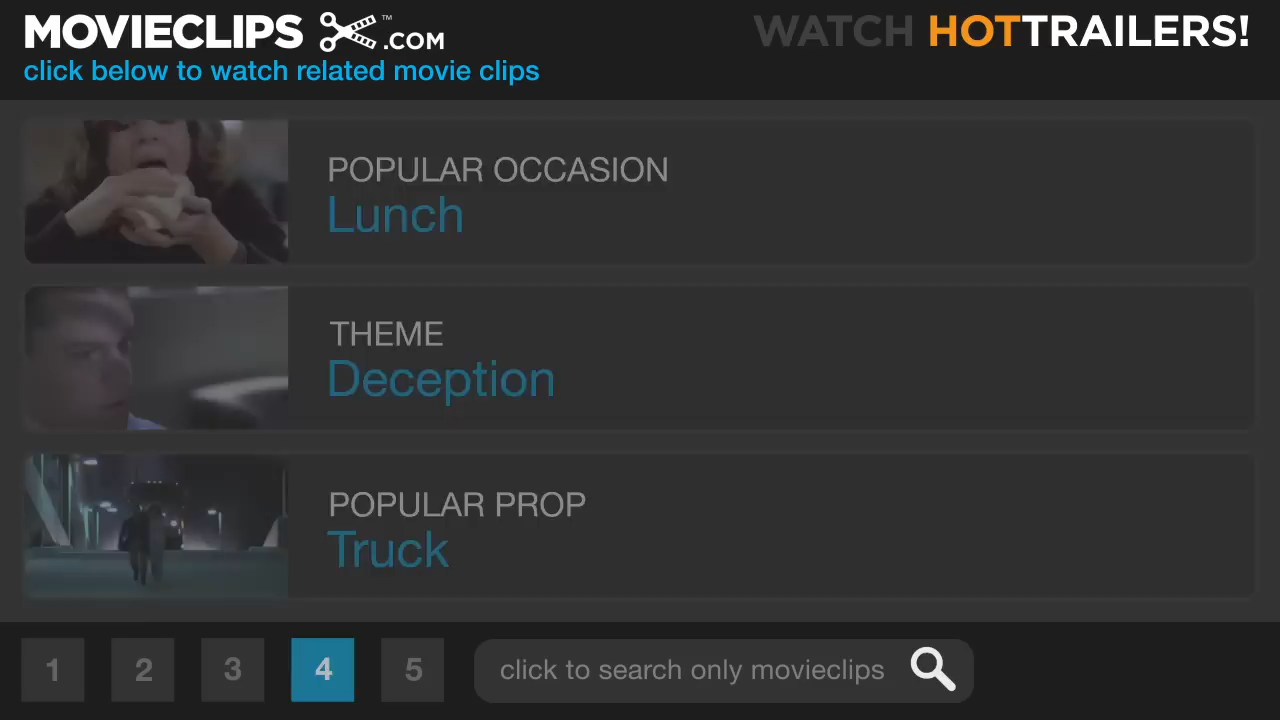 MOVIECLIPS ™.COM
WATCH HOTTRAILERS!
click below to watch related movie clips
POPULAR OCCASION
Lunch
THEME
Deception
POPULAR PROP
Truck
1 2 3 4 5
click to search only movieclips